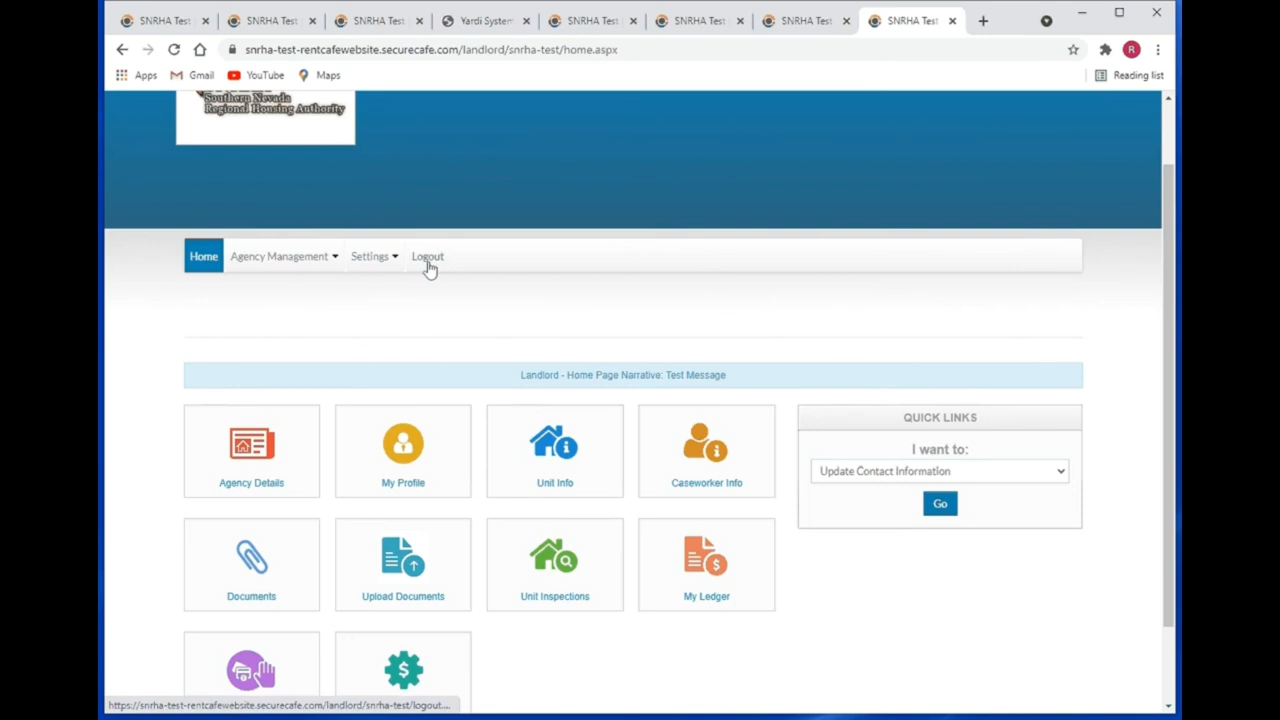 SNRHA Test
SNRHA Test
SNRHA Test
Yardi System
SNRHA Test
SNRHA Test
SNRHA Test
SNRHA Test
snrha-test-rentcafewebsite.securecafe.com/landlord/snrha-test/home.aspx
R
Apps
Gmail
YouTube
Maps
Reading list
Southern Nevada
Regional Housing Authority
Home
Agency Management
Settings
Logout
Landlord - Home Page Narrative: Test Message
Agency Details
My Profile
Unit Info
Caseworker Info
QUICK LINKS
I want to:
Update Contact Information
Go
Documents
Upload Documents
Unit Inspections
My Ledger
https://snrha-test-rentcafewebsite.securecafe.com/landlord/snrha-test/logout....